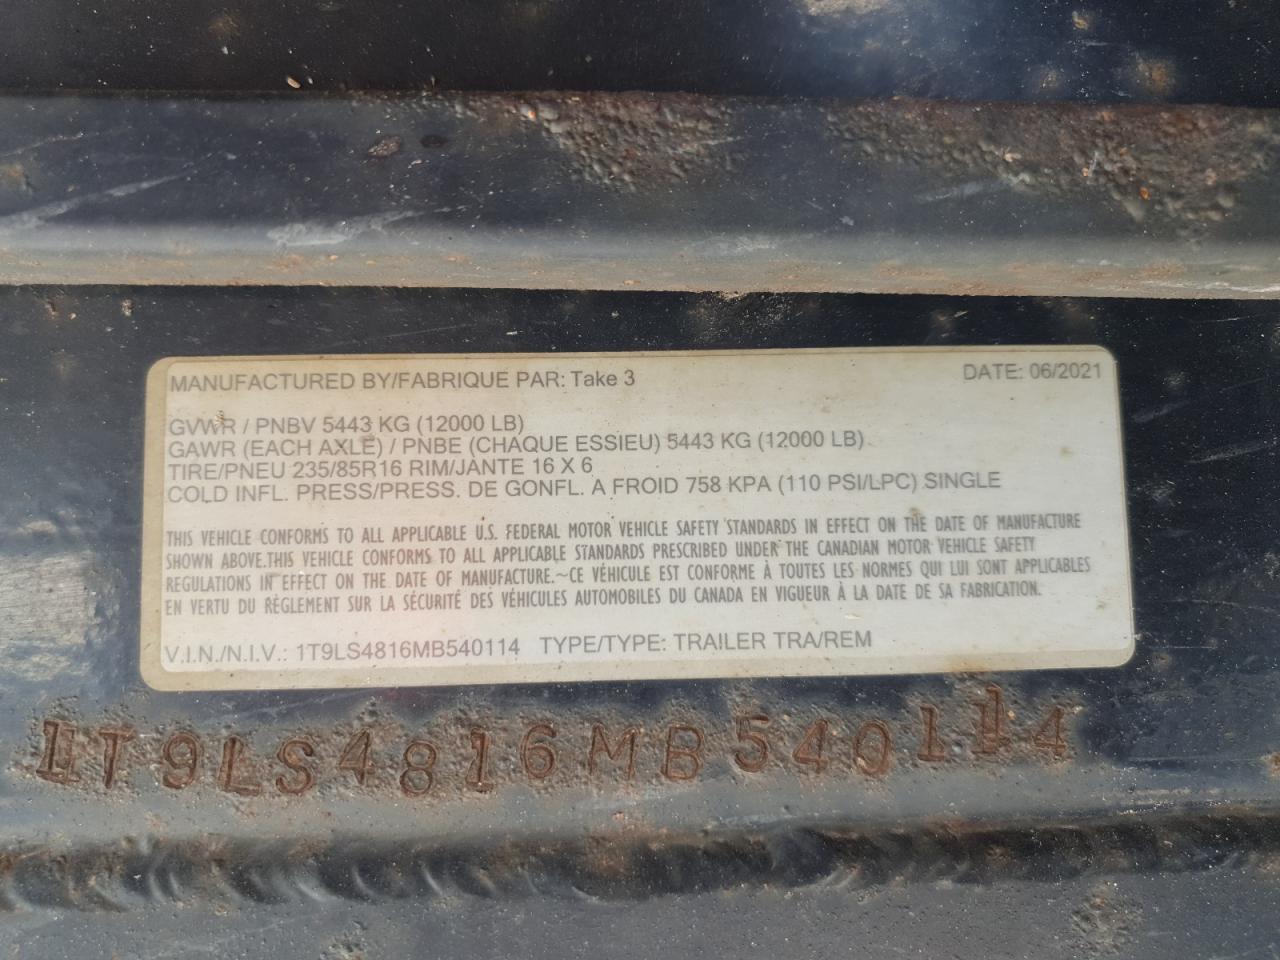 MANUFACTURED BY/FABRIQUE PAR: Take 3 DATE: 06/2021
GVWR / PNBV 5443 KG (12000 LB)
GAWR (EACH AXLE) / PNBE (CHAQUE ESSIEU) 5443 KG (12000 LB)
TIRE/PNEU 235/85R16 RIM/JANTE 16 X 6
COLD INFL. PRESS/PRESS. DE GONFL. A FROID 758 KPA (110 PSI/LPC) SINGLE
THIS VEHICLE CONFORMS TO ALL APPLICABLE U.S. FEDERAL MOTOR VEHICLE SAFETY STANDARDS IN EFFECT ON THE DATE OF MANUFACTURE
SHOWN ABOVE.THIS VEHICLE CONFORMS TO ALL APPLICABLE STANDARDS PRESCRIBED UNDER THE CANADIAN MOTOR VEHICLE SAFETY
REGULATIONS IN EFFECT ON THE DATE OF MANUFACTURE.~CE VÉHICULE EST CONFORME À TOUTES LES NORMES QUI LUI SONT APPLICABLES
EN VERTU DU RÈGLEMENT SUR LA SÉCURITÉ DES VÉHICULES AUTOMOBILES DU CANADA EN VIGUEUR À LA DATE DE SA FABRICATION.
V.I.N./N.I.V.: 1T9LS4816MB540114 TYPE/TYPE: TRAILER TRA/REM
1T9LS4816MB540114